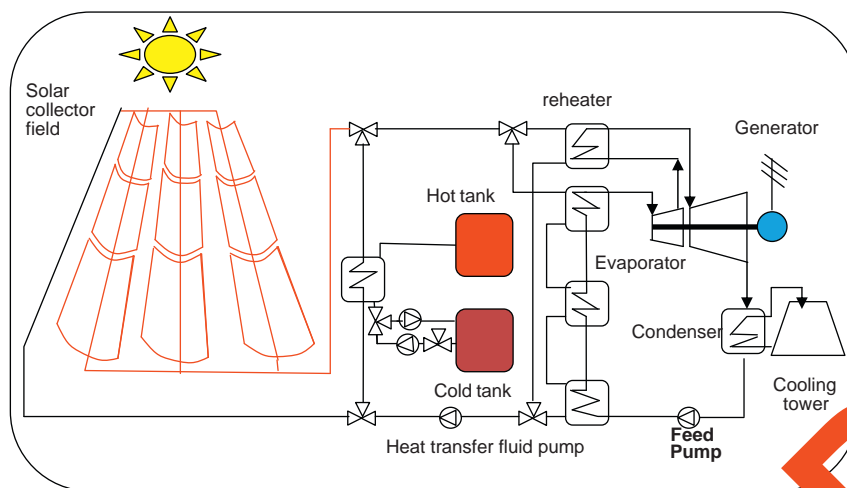 Solar
collector
field
reheater
Generator
Hot tank
Evaporator
Condenser
Cold tank
Cooling
tower
Heat transfer fluid pump
Feed
Pump